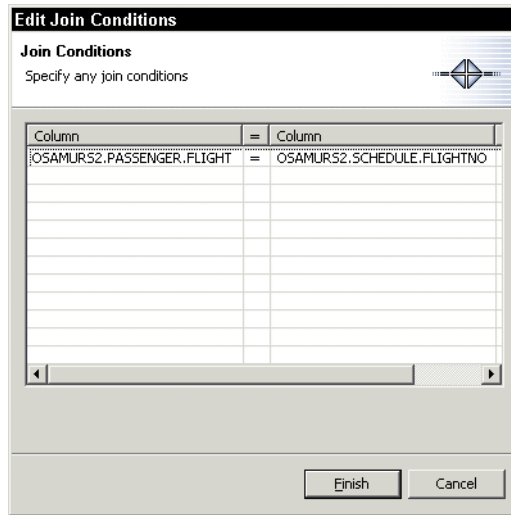 Edit Join Conditions
Join Conditions
Specify any join conditions
Column = Column
OSAMURS2.PASSENGER.FLIGHT = OSAMURS2.SCHEDULE.FLIGHTNO
Finish Cancel